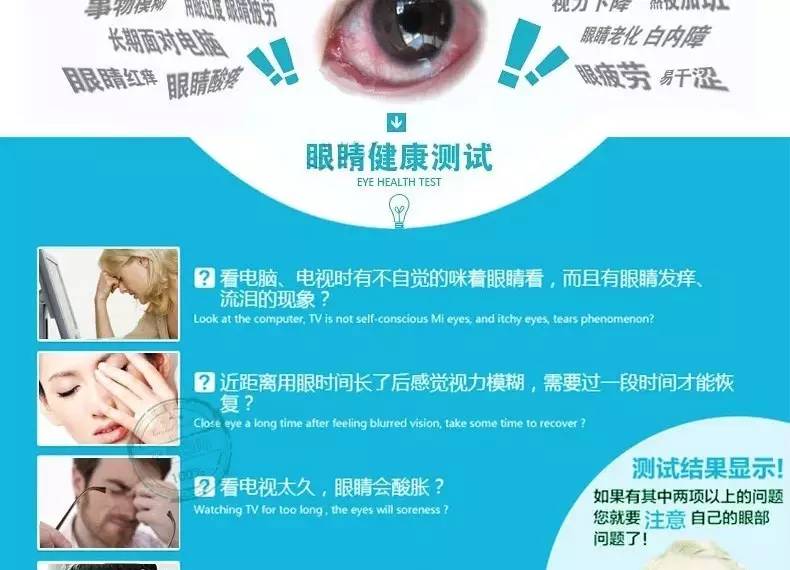 事物模糊
用眼过度 眼睛疲劳
长期面对电脑
眼睛红痒 眼睛酸疼
视力下降 熬夜加班
眼睛老化 白内障
眼疲劳 易干涩
眼睛健康测试
EYE HEALTH TEST
? 看电脑、电视时有不自觉的咪着眼睛看，而且有眼睛发痒、
流泪的现象？
Look at the computer, TV is not self-conscious Mi eyes, and itchy eyes, tears phenomenon?
? 近距离用眼时间长了后感觉视力模糊，需要过一段时间才能恢
复？
Close eye a long time after feeling blurred vision, take some time to recover ?
100%
? 看电视太久，眼睛会酸胀？
Watching TV for too long , the eyes will soreness ?
测试结果显示!
如果有其中两项以上的问题
您就要 注意 自己的眼部
问题了!